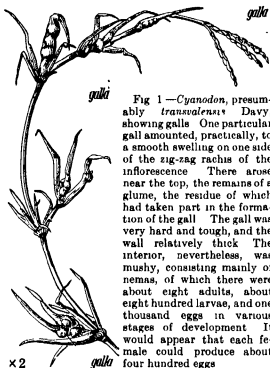 galla
galla
Fig 1 —Cyanodon, presum-
ably transvalensis Davy
showing galls One particular
gall amounted, practically, to
a smooth swelling on one side
of the zig-zag rachis of the
inflorescence There arose
near the top, the remains of a
glume, the residue of which
had taken part in the forma-
tion of the gall The gall was
very hard and tough, and the
wall relatively thick The
interior, nevertheless, was
mushy, consisting mainly of
nemas, of which there were
about eight adults, about
eight hundred larvae, and one
thousand eggs in various
stages of development It
would appear that each fe-
male could produce about
four hundred eggs
× 2
galla